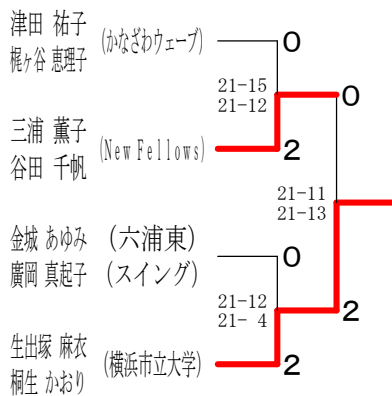 津田 祐子
梶ヶ谷 恵理子
(かなざわウェーブ)
0
21-15
21-12
0
三浦 薫子
谷田 千帆
(New Fellows)
2
21-11
21-13
金城 あゆみ (六浦東)
廣岡 真起子 (スイング)
0
21-12
21- 4
2
生出塚 麻衣
桐生 かおり
(横浜市立大学)
2